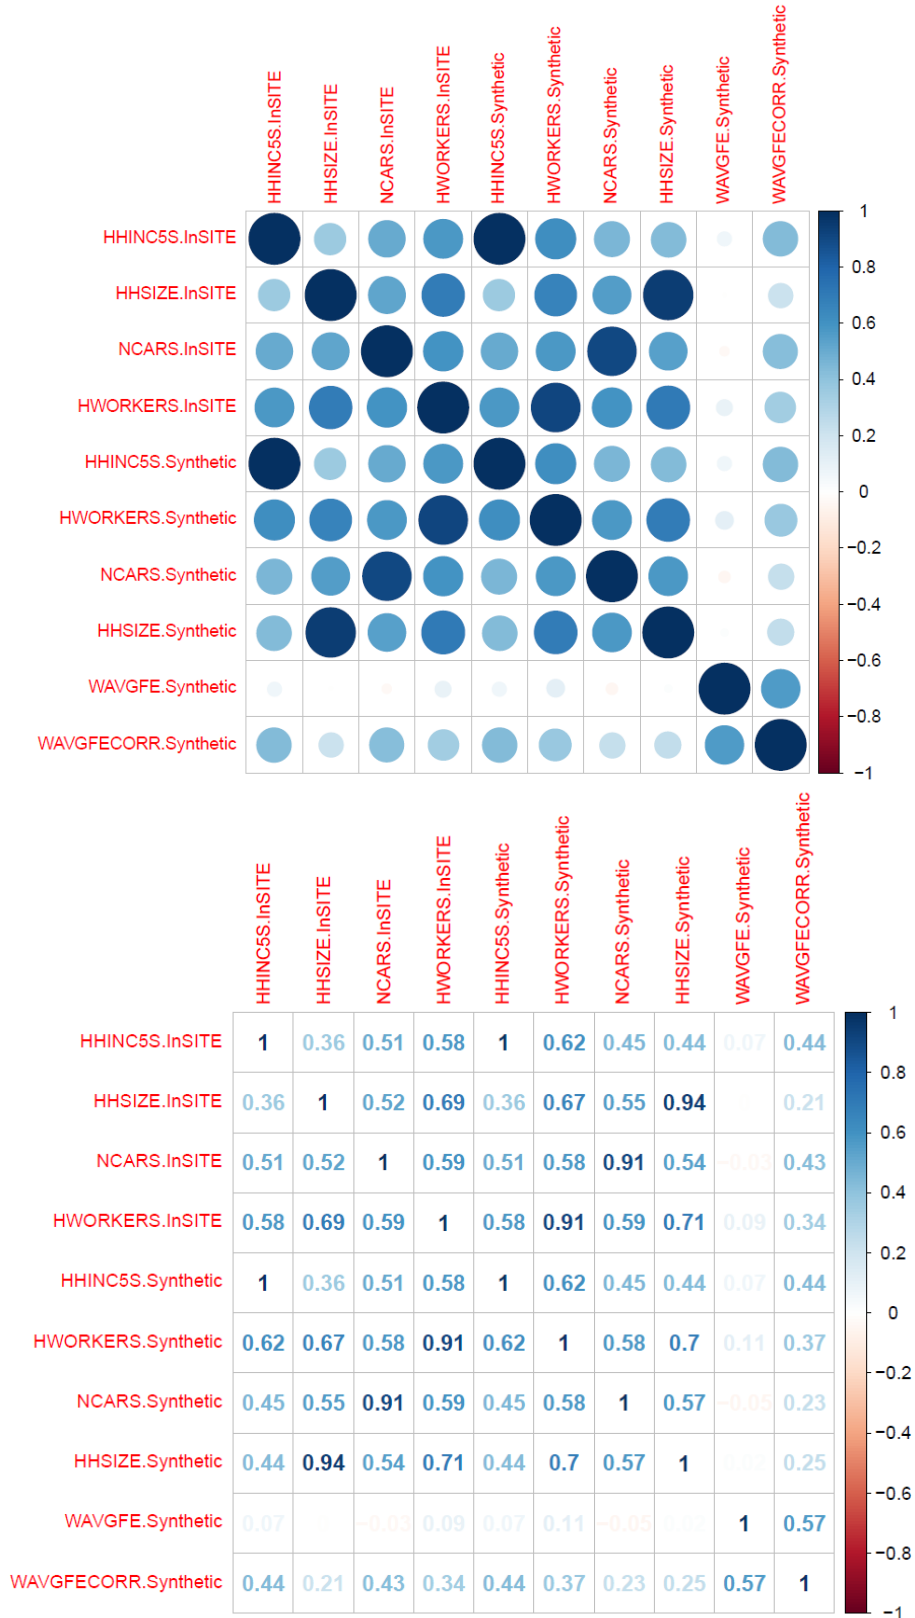 HHINC5S.InSITE HHSIZE.InSITE NCARS.InSITE HWORKERS.InSITE HHINC5S.Synthetic HWORKERS.Synthetic NCARS.Synthetic HHSIZE.Synthetic WAVGFE.Synthetic WAVGFECORR.Synthetic
HHINC5S.InSITE
HHSIZE.InSITE
NCARS.InSITE
HWORKERS.InSITE
HHINC5S.Synthetic
HWORKERS.Synthetic
NCARS.Synthetic
HHSIZE.Synthetic
WAVGFE.Synthetic
WAVGFECORR.Synthetic
1
0.8
0.6
0.4
0.2
0
−0.2
−0.4
−0.6
−0.8
−1
HHINC5S.InSITE HHSIZE.InSITE NCARS.InSITE HWORKERS.InSITE HHINC5S.Synthetic HWORKERS.Synthetic NCARS.Synthetic HHSIZE.Synthetic WAVGFE.Synthetic WAVGFECORR.Synthetic
HHINC5S.InSITE 1 0.36 0.51 0.58 1 0.62 0.45 0.44 0.07 0.44
HHSIZE.InSITE 0.36 1 0.52 0.69 0.36 0.67 0.55 0.94 0.21
NCARS.InSITE 0.51 0.52 1 0.59 0.51 0.58 0.91 0.54 −0.03 0.43
HWORKERS.InSITE 0.58 0.69 0.59 1 0.58 0.91 0.59 0.71 0.09 0.34
HHINC5S.Synthetic 1 0.36 0.51 0.58 1 0.62 0.45 0.44 0.07 0.44
HWORKERS.Synthetic 0.62 0.67 0.58 0.91 0.62 1 0.58 0.7 0.11 0.37
NCARS.Synthetic 0.45 0.55 0.91 0.59 0.45 0.58 1 0.57 −0.05 0.23
HHSIZE.Synthetic 0.44 0.94 0.54 0.71 0.44 0.7 0.57 1 0.25
WAVGFE.Synthetic 0.07 −0.03 0.09 0.07 0.11 −0.05 1 0.57
WAVGFECORR.Synthetic 0.44 0.21 0.43 0.34 0.44 0.37 0.23 0.25 0.57 1
1
0.8
0.6
0.4
0.2
0
−0.2
−0.4
−0.6
−0.8
−1